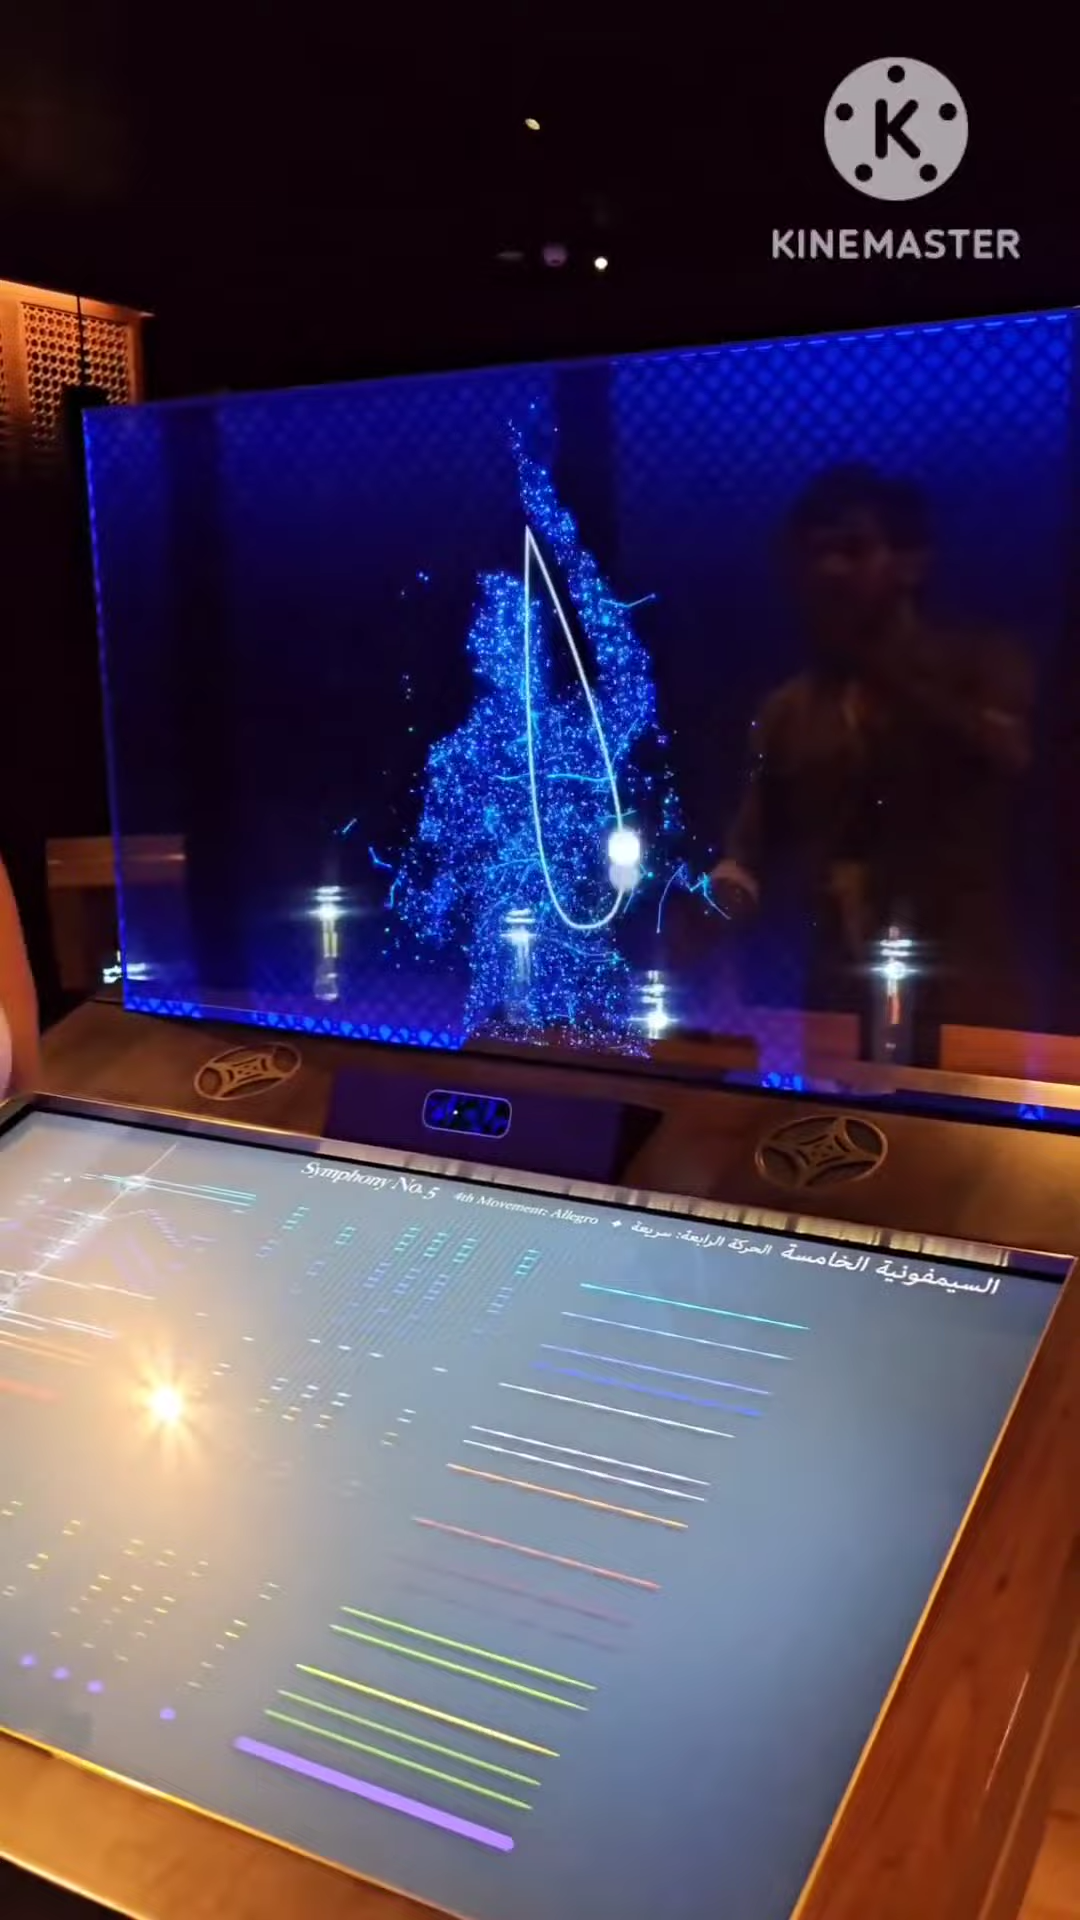 K
KINEMASTER
Symphony No. 5 4th Movement: Allegro ✦ الحركة الرابعة: سريعة السيمفونية الخامسة